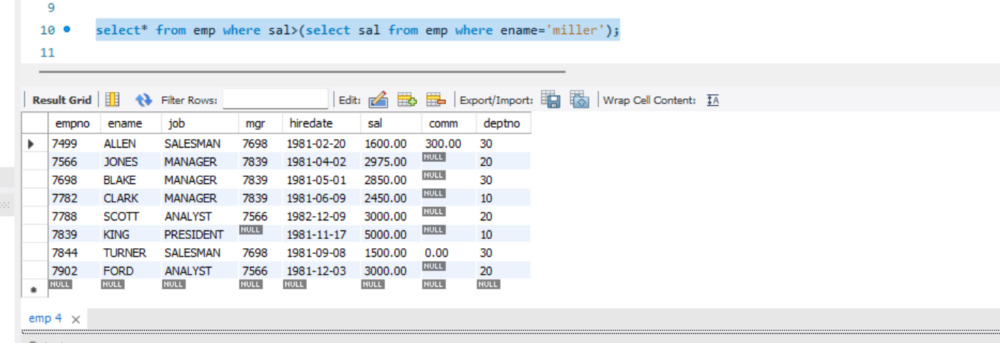 9
10 select* from emp where sal>(select sal from emp where ename='miller');
11
Result Grid Filter Rows: Edit: Export/Import: Wrap Cell Content: IA
empno ename job mgr hiredate sal comm deptno
7499 ALLEN SALESMAN 7698 1981-02-20 1600.00 300.00 30
7566 JONES MANAGER 7839 1981-04-02 2975.00 NULL 20
7698 BLAKE MANAGER 7839 1981-05-01 2850.00 NULL 30
7782 CLARK MANAGER 7839 1981-06-09 2450.00 NULL 10
7788 SCOTT ANALYST 7566 1982-12-09 3000.00 NULL 20
7839 KING PRESIDENT NULL 1981-11-17 5000.00 NULL 10
7844 TURNER SALESMAN 7698 1981-09-08 1500.00 0.00 30
7902 FORD ANALYST 7566 1981-12-03 3000.00 NULL 20
NULL NULL NULL NULL NULL NULL NULL NULL
emp 4